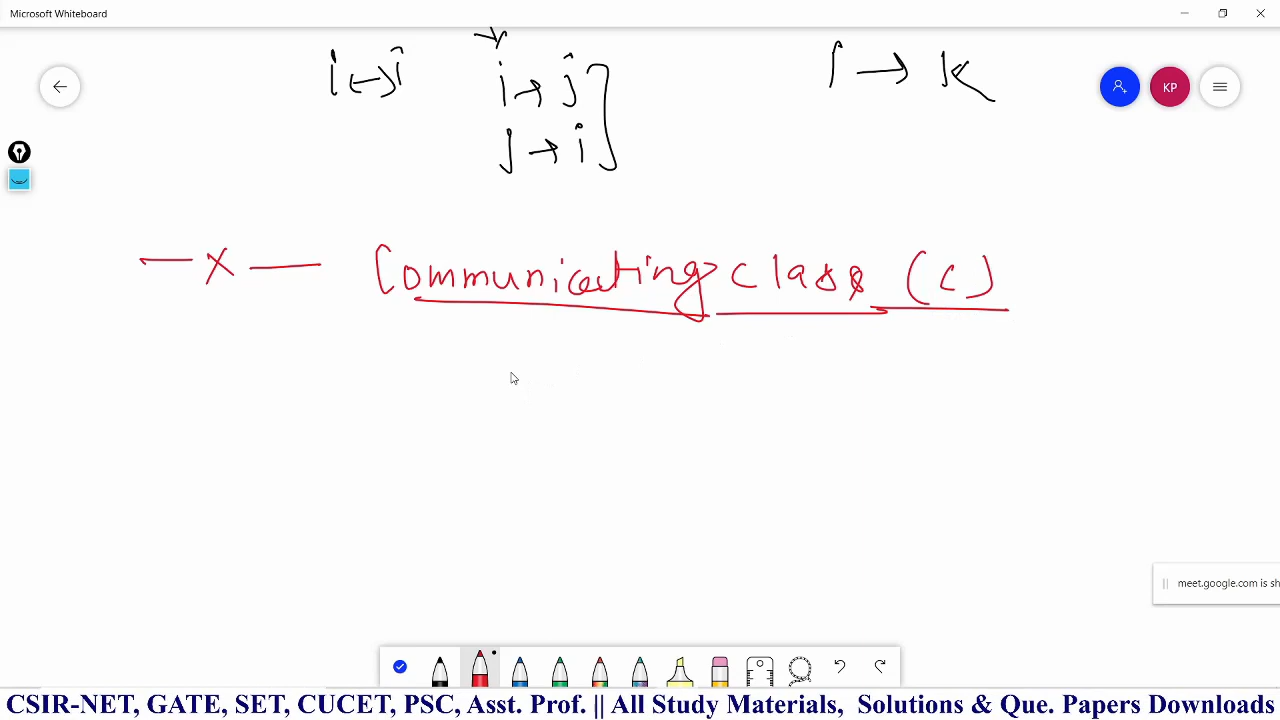 Microsoft Whiteboard
i ↔ i i → j i → k
j → i
KP
— x — Communicating class (c)
meet.google.com is sh
CSIR-NET, GATE, SET, CUCET, PSC, Asst. Prof. || All Study Materials, Solutions & Que. Papers Downloads